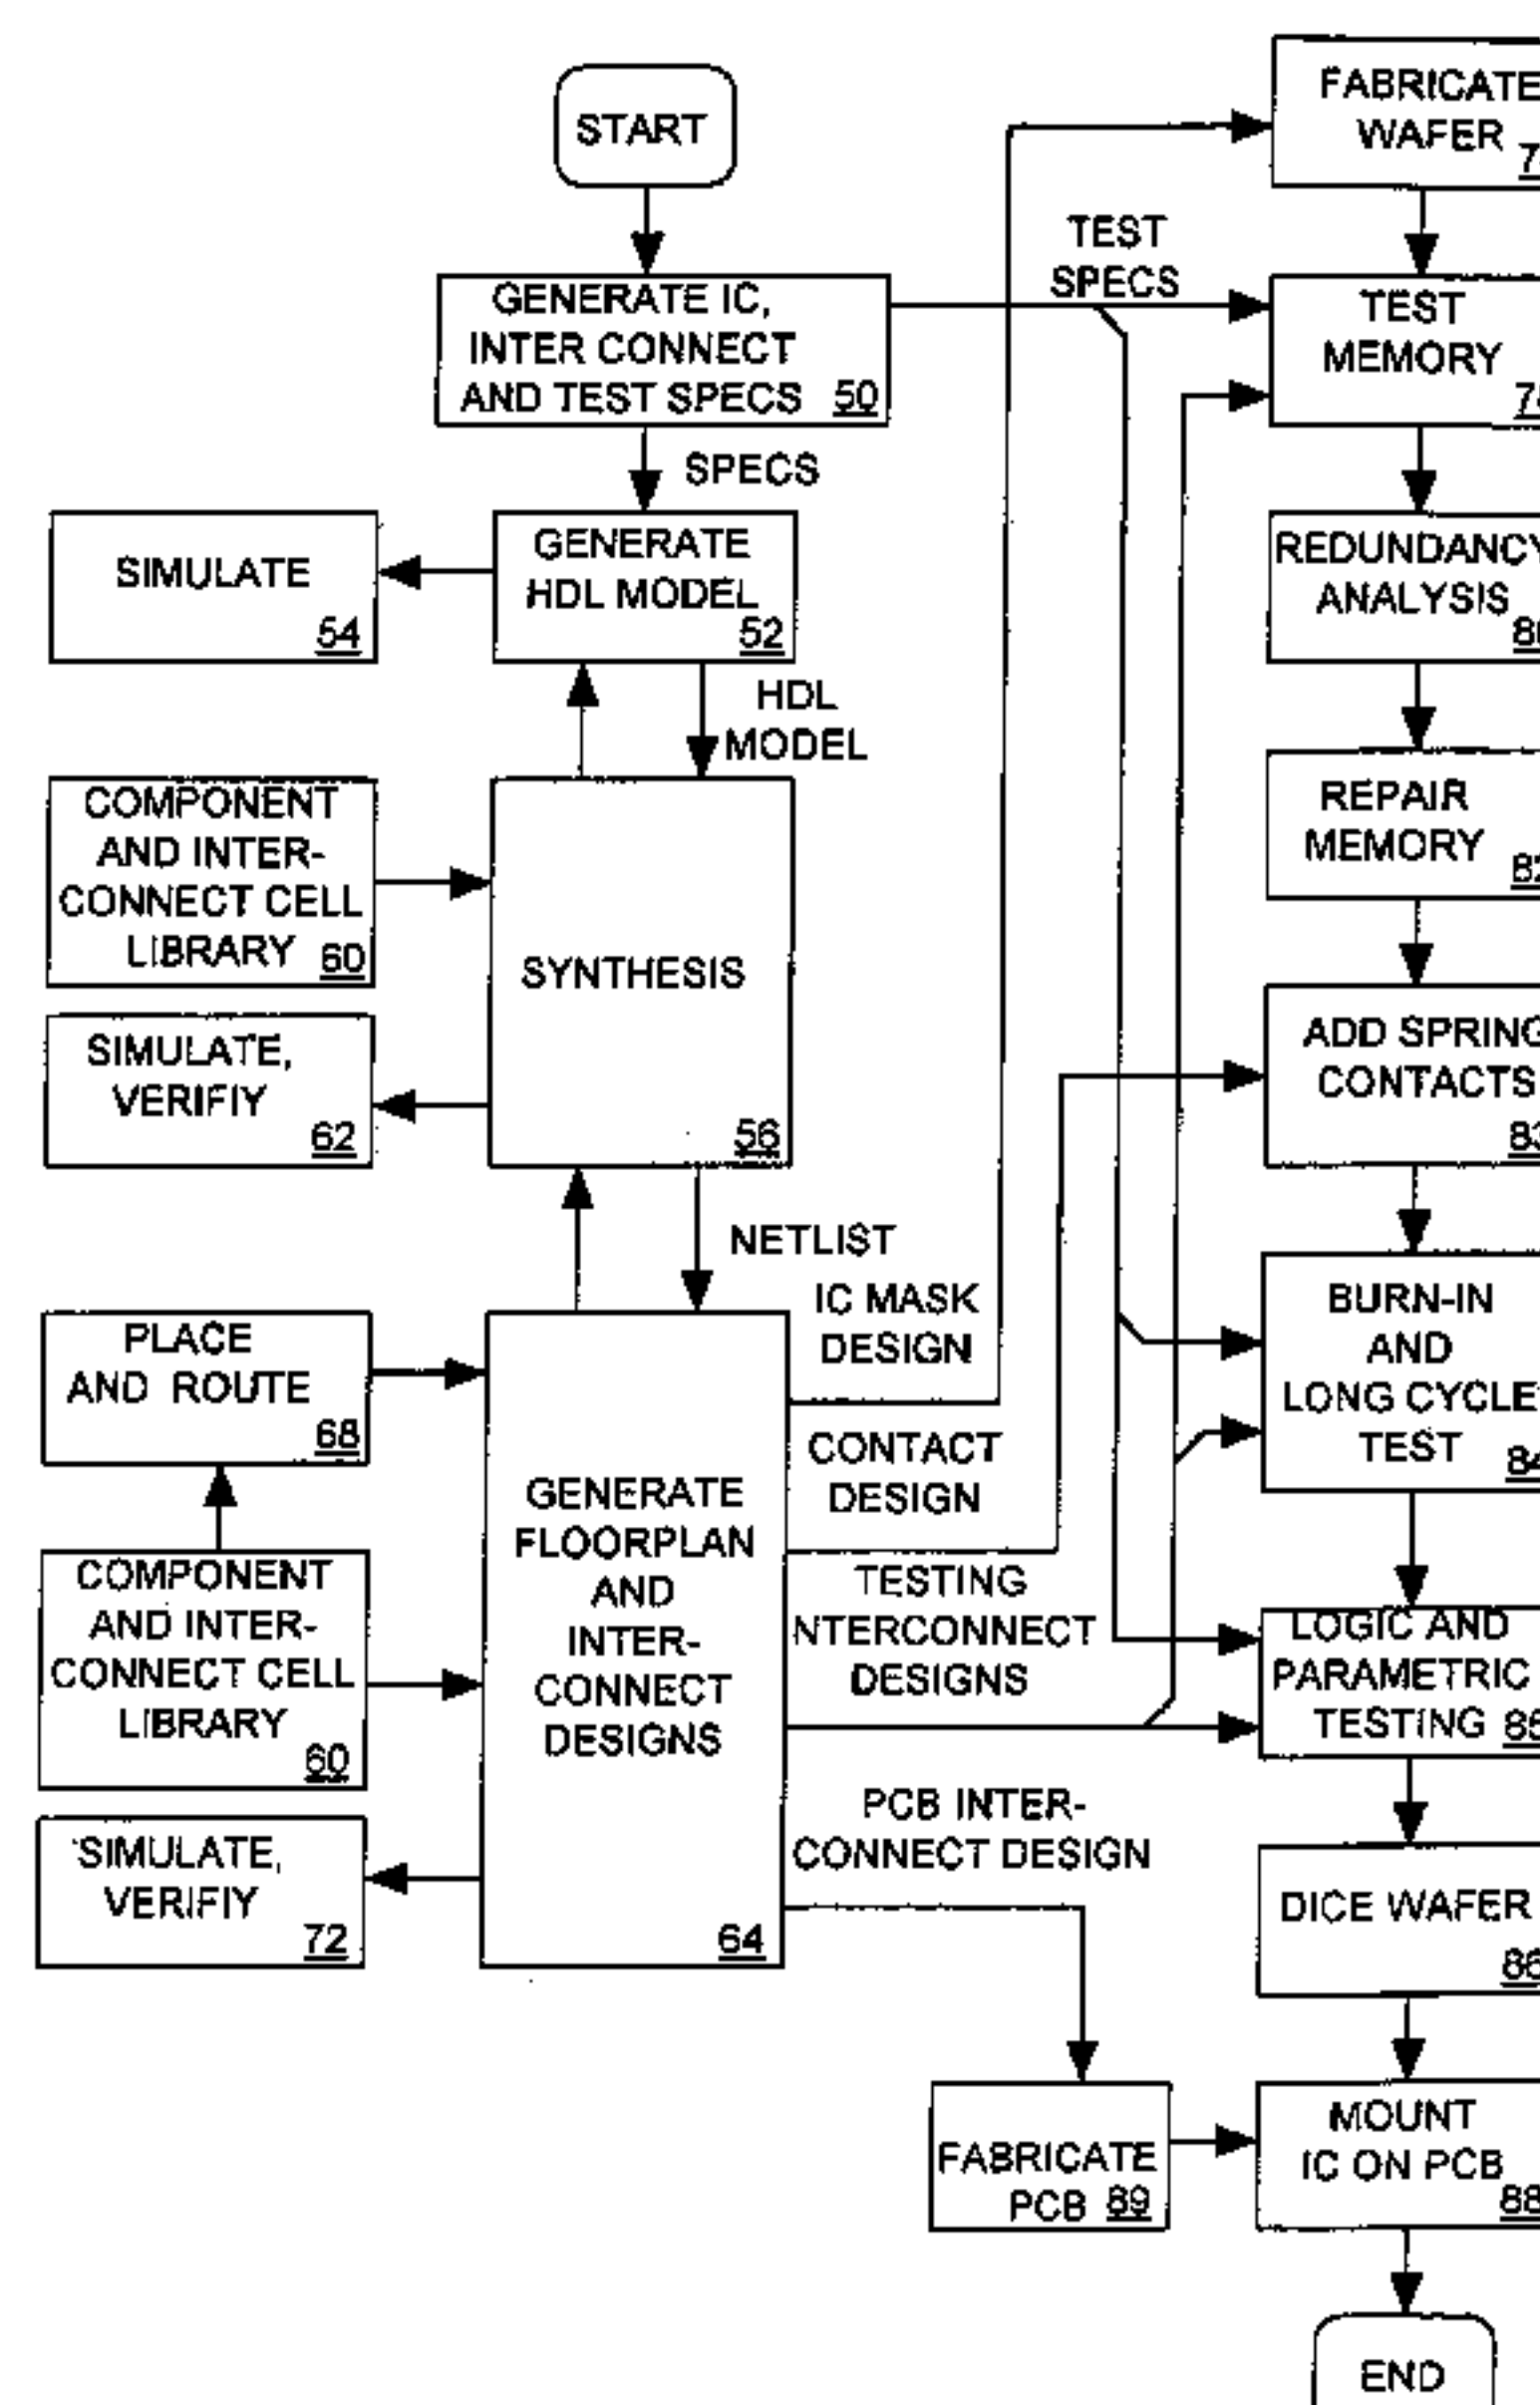 START
GENERATE IC,
INTER CONNECT
AND TEST SPECS 50
SPECS
SIMULATE
54
GENERATE
HDL MODEL
52
HDL
MODEL
COMPONENT
AND INTER-
CONNECT CELL
LIBRARY 60
SYNTHESIS
56
SIMULATE,
VERIFIY
62
NETLIST
PLACE
AND ROUTE
68
COMPONENT
AND INTER-
CONNECT CELL
LIBRARY
60
SIMULATE,
VERIFIY
72
GENERATE
FLOORPLAN
AND
INTER-
CONNECT
DESIGNS
64
IC MASK
DESIGN
CONTACT
DESIGN
TESTING
NTERCONNECT
DESIGNS
PCB INTER-
CONNECT DESIGN
TEST
SPECS
FABRICATE
PCB 89
FABRICATE
WAFER
TEST
MEMORY
REDUNDANCY
ANALYSIS
REPAIR
MEMORY
82
ADD SPRING
CONTACTS
83
BURN-IN
AND
LONG CYCLE
TEST
84
LOGIC AND
PARAMETRIC
TESTING
DICE WAFER
86
MOUNT
IC ON PCB
88
END